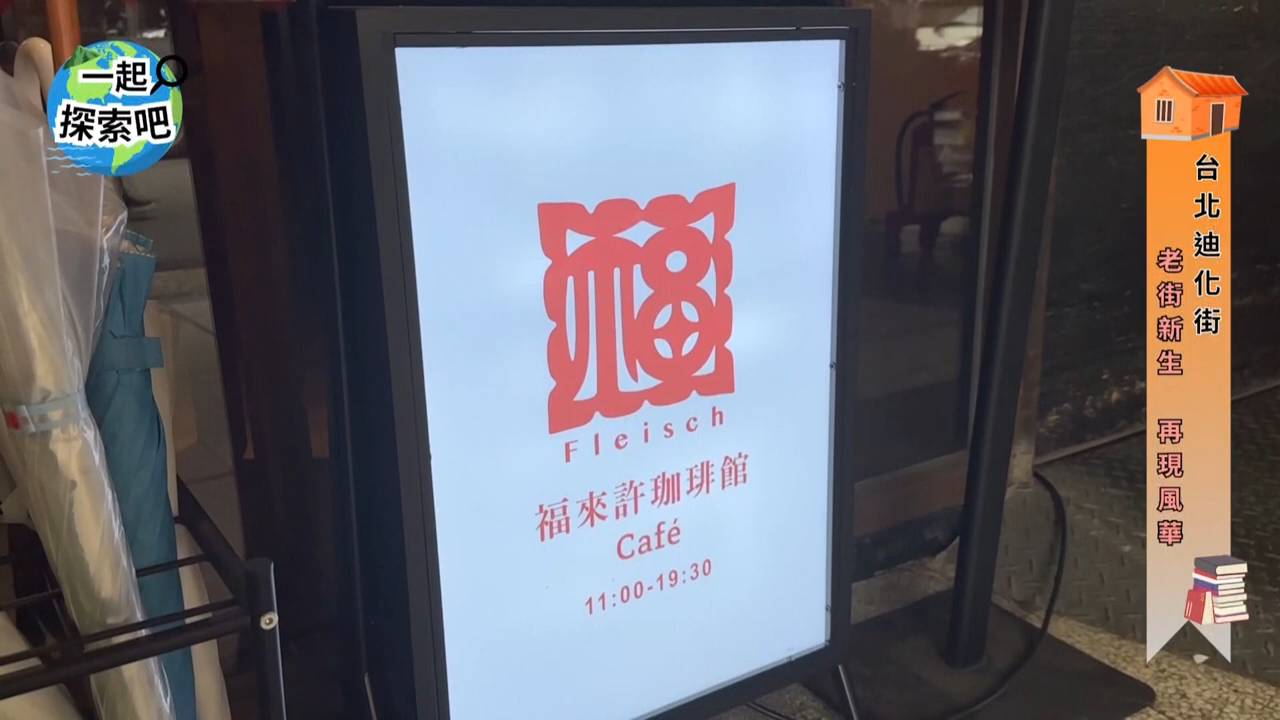 一起
探索吧
福
Fleisch
福來許珈琲館
Café
11:00-19:30
台北迪化街
老街新生 再現風華